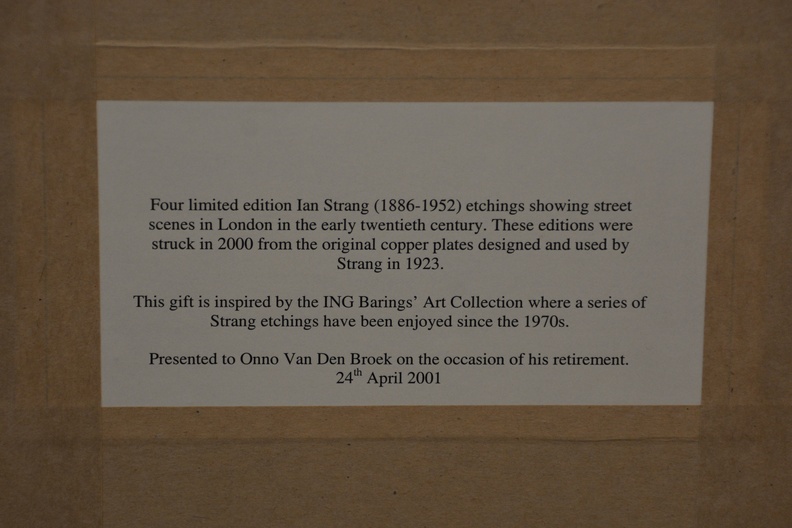 Four limited edition Ian Strang (1886-1952) etchings showing street
scenes in London in the early twentieth century. These editions were
struck in 2000 from the original copper plates designed and used by
Strang in 1923.
This gift is inspired by the ING Barings’ Art Collection where a series of
Strang etchings have been enjoyed since the 1970s.
Presented to Onno Van Den Broek on the occasion of his retirement.
24th April 2001